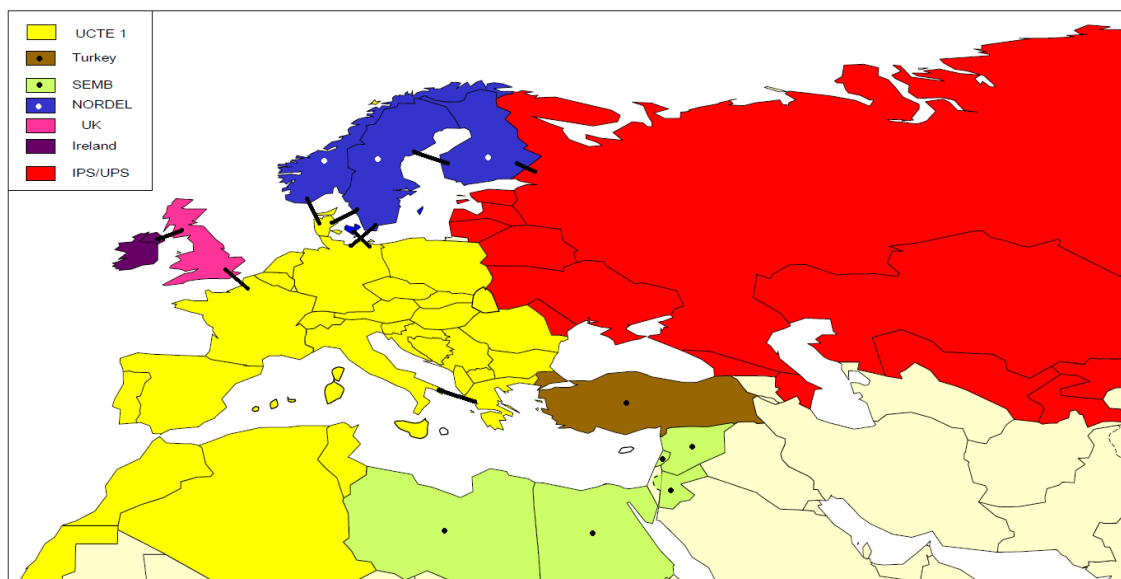 UCTE 1
Turkey
SEMB
NORDEL
UK
Ireland
IPS/UPS